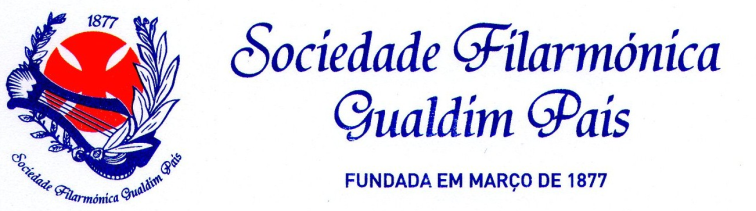 1877
Sociedade Filarmónica Gualdim Pais
Sociedade Filarmónica
Gualdim Pais
FUNDADA EM MARÇO DE 1877